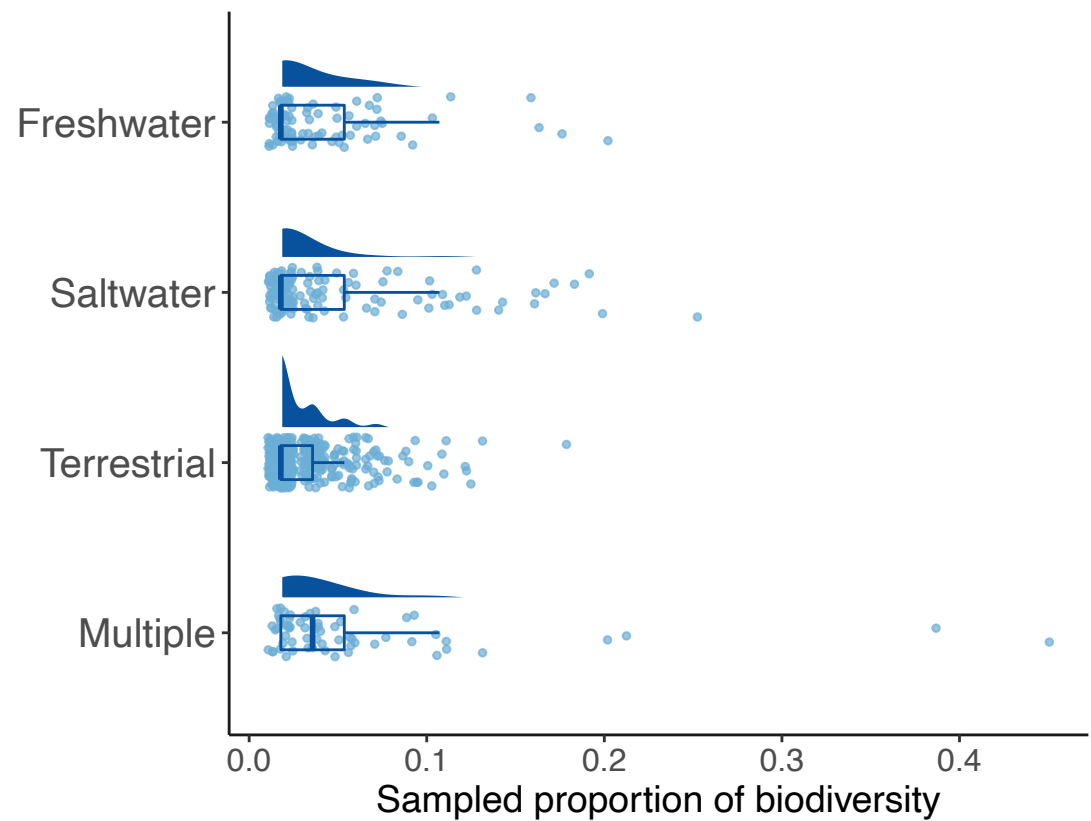 Freshwater
Saltwater
Terrestrial
Multiple
0.0 0.1 0.2 0.3 0.4
Sampled proportion of biodiversity